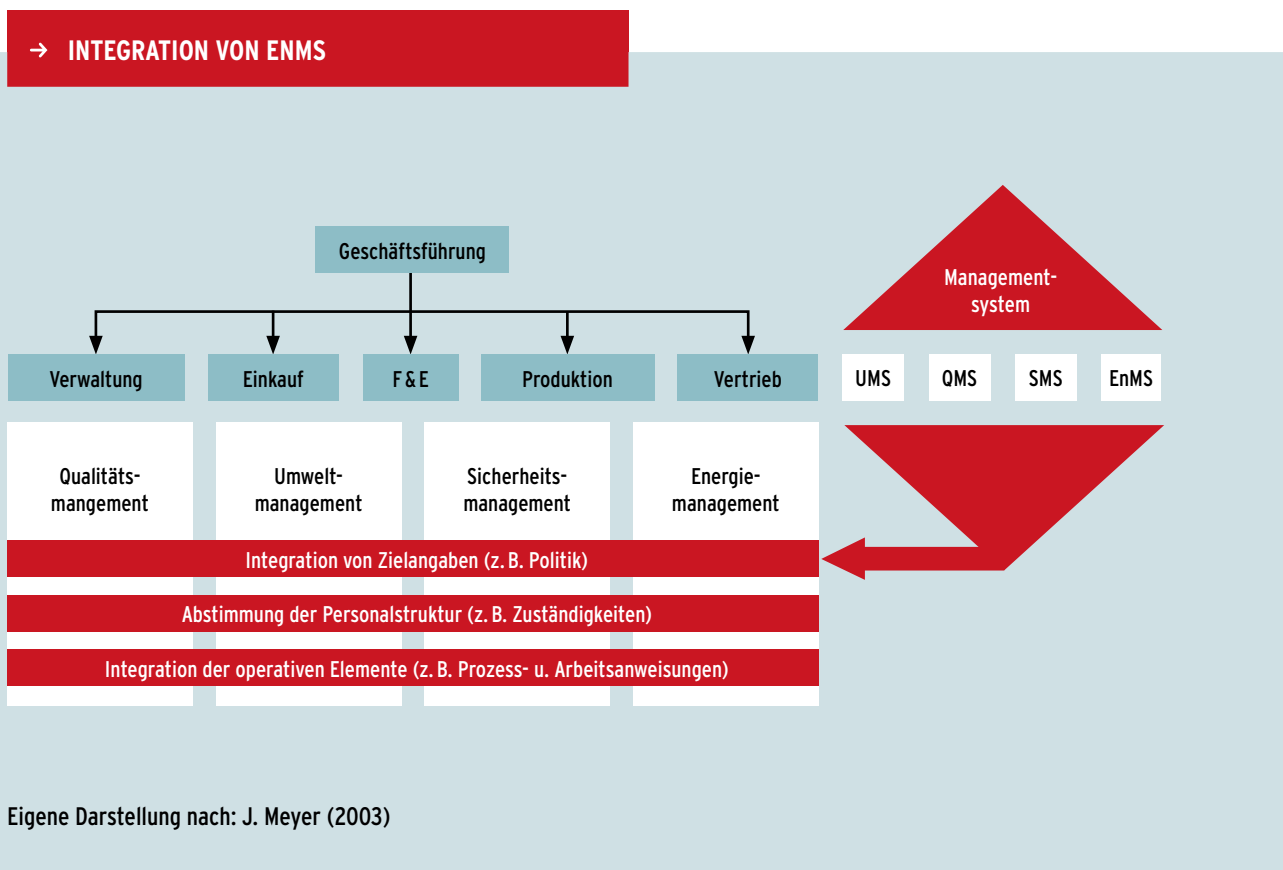 → INTEGRATION VON ENMS
Geschäftsführung
Verwaltung
Einkauf
F & E
Produktion
Vertrieb
Management-
system
UMS
QMS
SMS
EnMS
Qualitäts-
mangement
Umwelt-
management
Sicherheits-
management
Energie-
management
Integration von Zielangaben (z. B. Politik)
Abstimmung der Personalstruktur (z. B. Zuständigkeiten)
Integration der operativen Elemente (z. B. Prozess- u. Arbeitsanweisungen)
Eigene Darstellung nach: J. Meyer (2003)